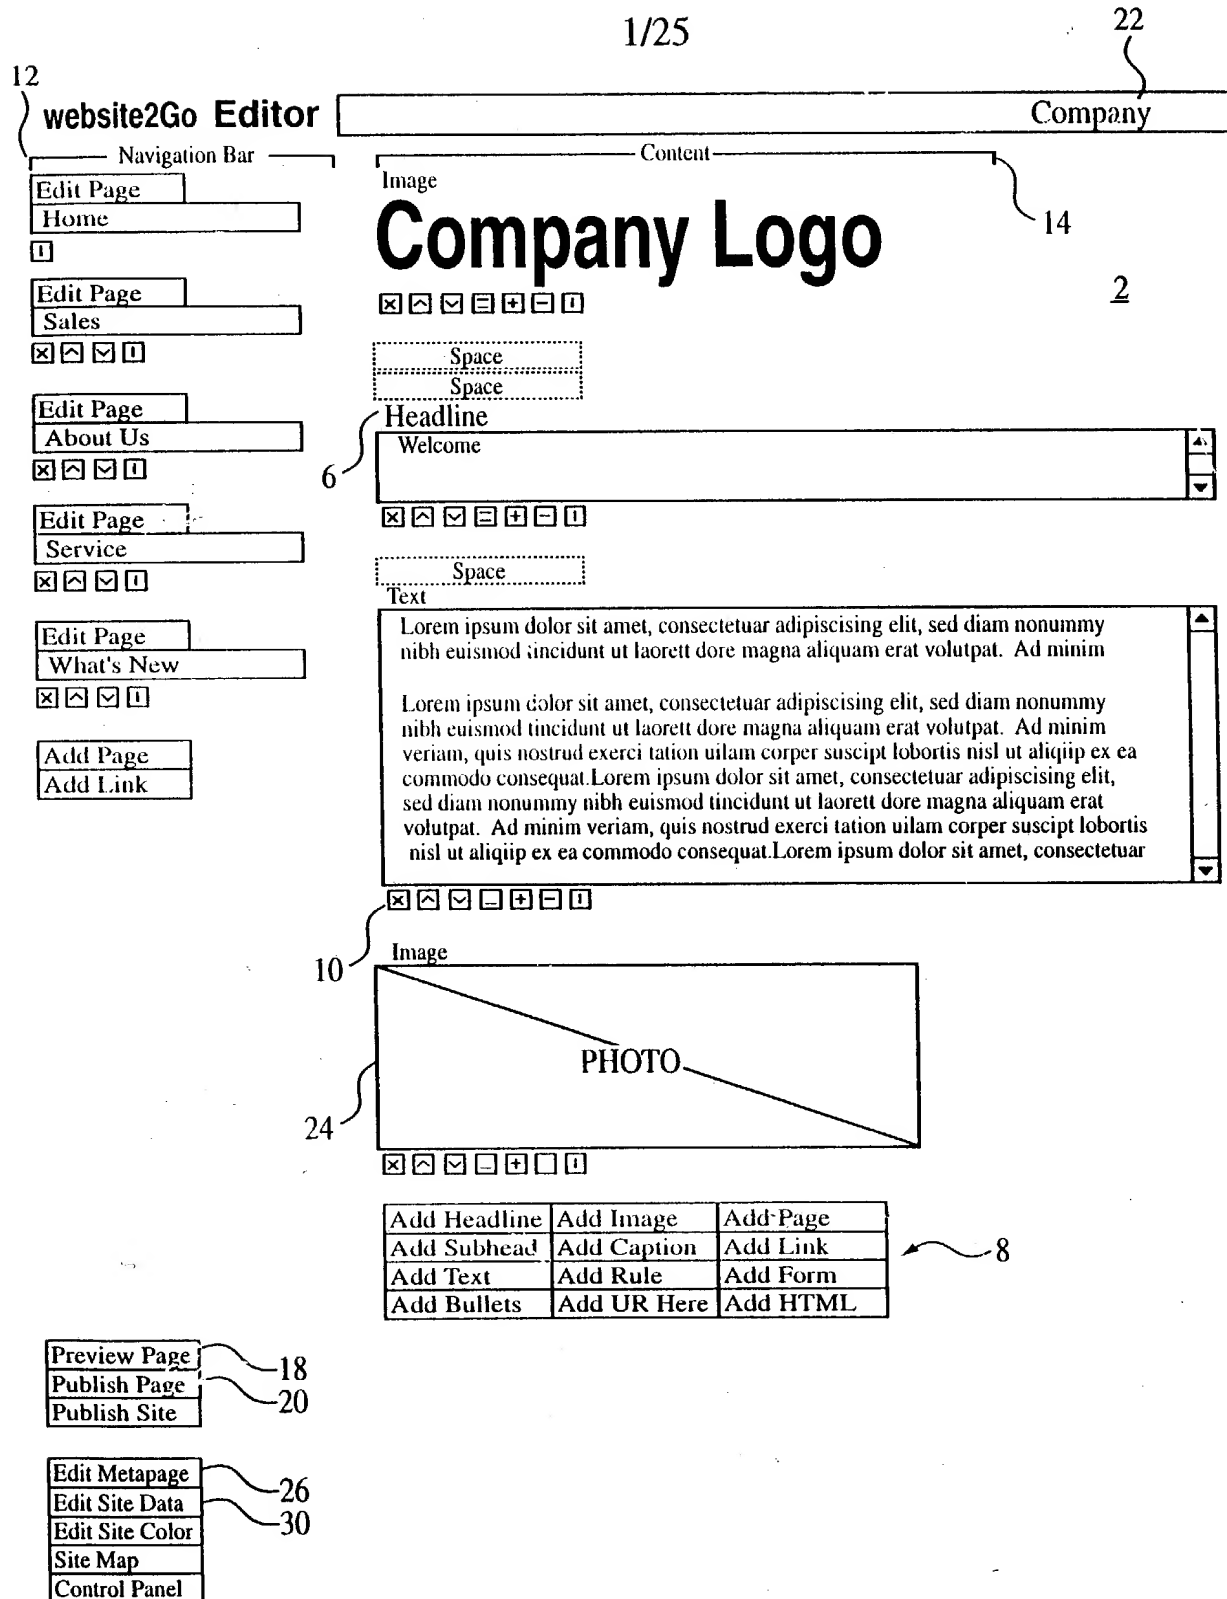 1/25
22
12
website2Go Editor
Company
Navigation Bar
Content
Edit Page
Home
Image
Company Logo
14
2
Edit Page
Sales
Space
Space
Edit Page
About Us
Headline
Welcome
6
Edit Page
Service
Space
Text
Edit Page
What's New
Add Page
Add Link
Lorem ipsum dolor sit amet, consectetuar adipiscising elit, sed diam nonummy
nibh euismod tincidunt ut laorett dore magna aliquam erat volutpat. Ad minim
Lorem ipsum dolor sit amet, consectetuar adipiscising elit, sed diam nonummy
nibh euismod tincidunt ut laorett dore magna aliquam erat volutpat. Ad minim
veriam, quis nostrud exerci tation uilam corper suscipt lobortis nisl ut aliqiip ex ea
commodo consequat.Lorem ipsum dolor sit amet, consectetuar adipiscising elit,
sed diam nonummy nibh euismod tincidunt ut laorett dore magna aliquam erat
volutpat. Ad minim veriam, quis nostrud exerci tation uilam corper suscipt lobortis
nisl ut aliqiip ex ea commodo consequat.Lorem ipsum dolor sit amet, consectetuar
10
Image
PHOTO
24
Add Headline Add Image Add Page
Add Subhead Add Caption Add Link
Add Text Add Rule Add Form
Add Bullets Add UR Here Add HTML
8
Preview Page
18
Publish Page
20
Publish Site
Edit Metapage
26
Edit Site Data
30
Edit Site Color
Site Map
Control Panel